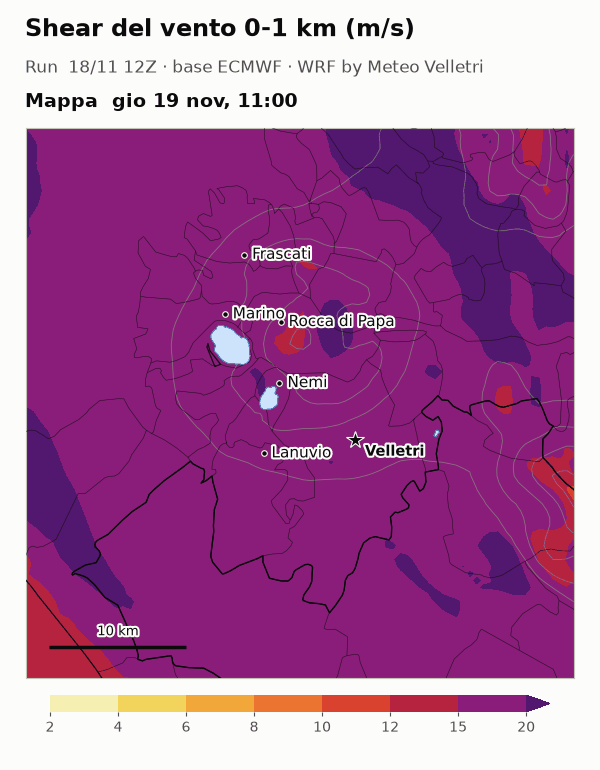 Shear del vento 0-1 km (m/s)
Run  18/11 12Z · base ECMWF · WRF by Meteo Velletri
Mappa  gio 19 nov, 11:00
Frascati
Marino
Rocca di Papa
Nemi
Velletri
Lanuvio
10 km
2 4 6 8 10 12 15 20